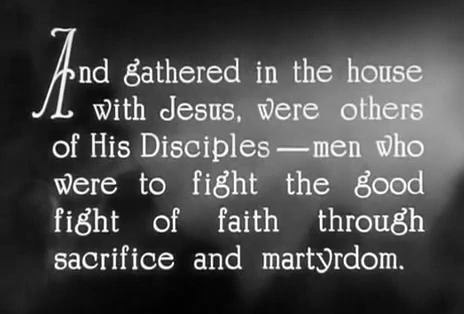 And gathered in the house
with Jesus, were others
of His Disciples—men who
were to fight the good
fight of faith through
sacrifice and martyrdom.